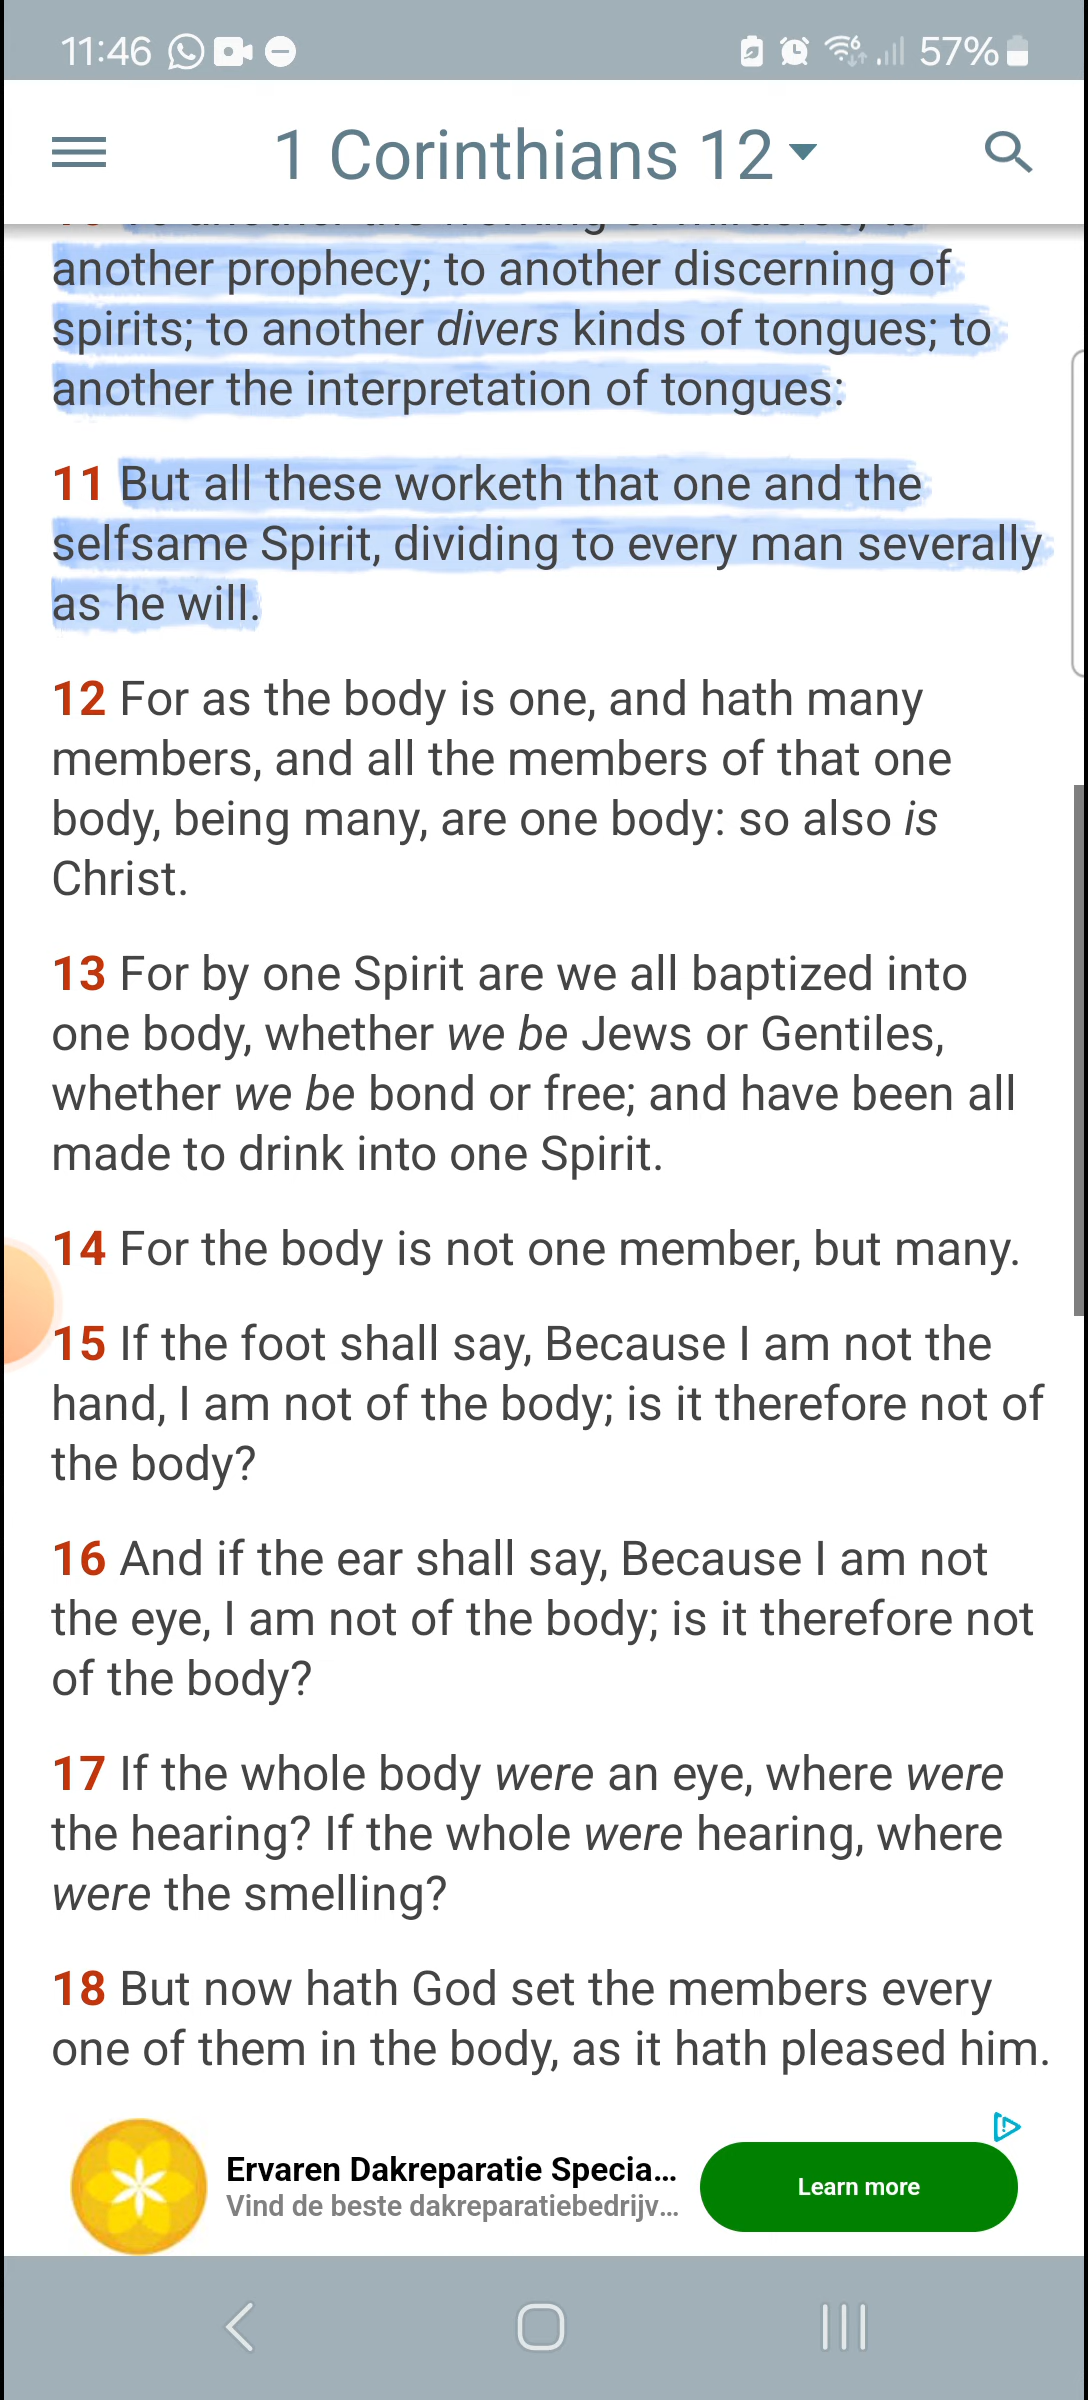 11:46
57%
1 Corinthians 12
another prophecy; to another discerning of
spirits; to another divers kinds of tongues; to
another the interpretation of tongues:
11 But all these worketh that one and the
selfsame Spirit, dividing to every man severally
as he will.
12 For as the body is one, and hath many
members, and all the members of that one
body, being many, are one body: so also is
Christ.
13 For by one Spirit are we all baptized into
one body, whether we be Jews or Gentiles,
whether we be bond or free; and have been all
made to drink into one Spirit.
14 For the body is not one member, but many.
15 If the foot shall say, Because I am not the
hand, I am not of the body; is it therefore not of
the body?
16 And if the ear shall say, Because I am not
the eye, I am not of the body; is it therefore not
of the body?
17 If the whole body were an eye, where were
the hearing? If the whole were hearing, where
were the smelling?
18 But now hath God set the members every
one of them in the body, as it hath pleased him.
Ervaren Dakreparatie Specia...
Vind de beste dakreparatiebedrijv...
Learn more